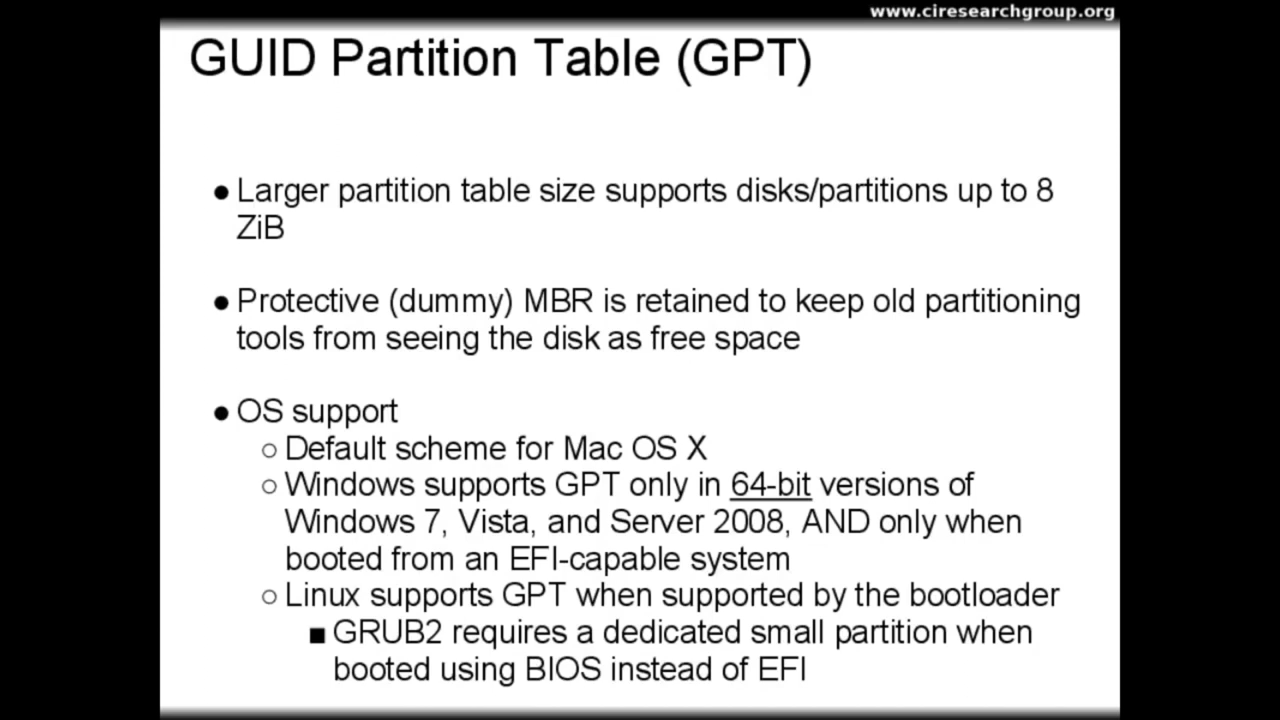 www.ciresearchgroup.org
GUID Partition Table (GPT)
● Larger partition table size supports disks/partitions up to 8
ZiB
● Protective (dummy) MBR is retained to keep old partitioning
tools from seeing the disk as free space
● OS support
○ Default scheme for Mac OS X
○ Windows supports GPT only in 64-bit versions of
Windows 7, Vista, and Server 2008, AND only when
booted from an EFI-capable system
○ Linux supports GPT when supported by the bootloader
■ GRUB2 requires a dedicated small partition when
booted using BIOS instead of EFI